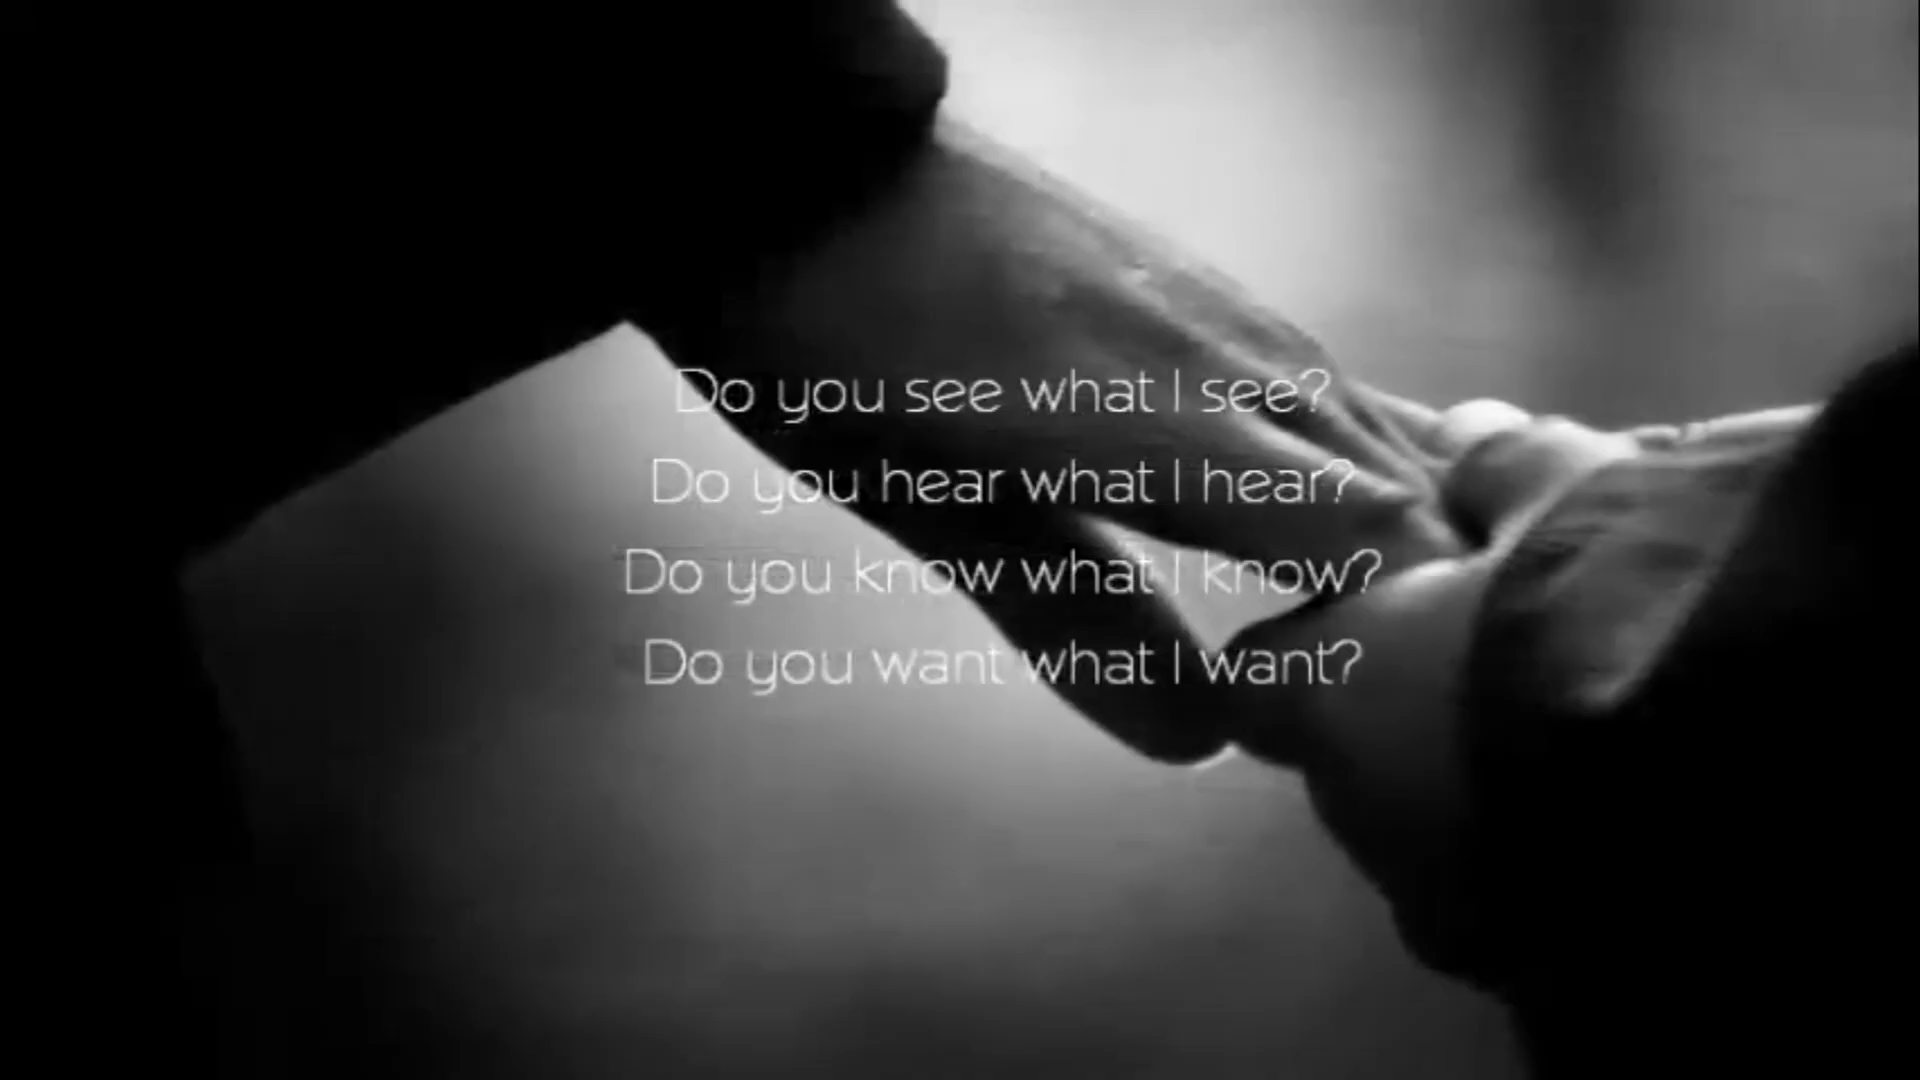 Do you see what I see?
Do you hear what I hear?
Do you know what I know?
Do you want what I want?